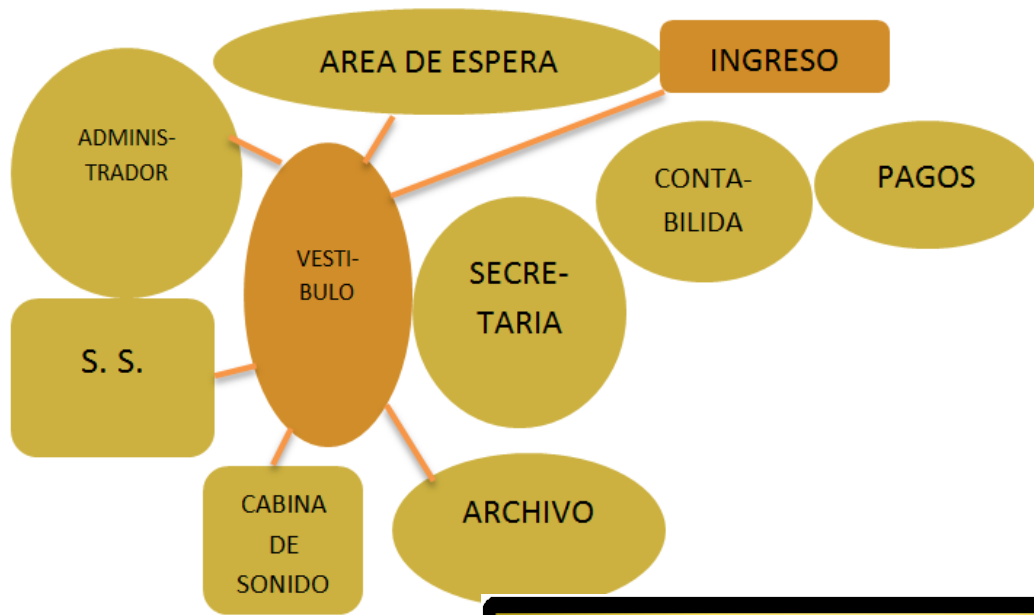 AREA DE ESPERA
INGRESO
ADMINIS-
TRADOR
CONTA-
BILIDA
PAGOS
VESTI-
BULO
SECRE-
TARIA
S. S.
CABINA
DE
SONIDO
ARCHIVO